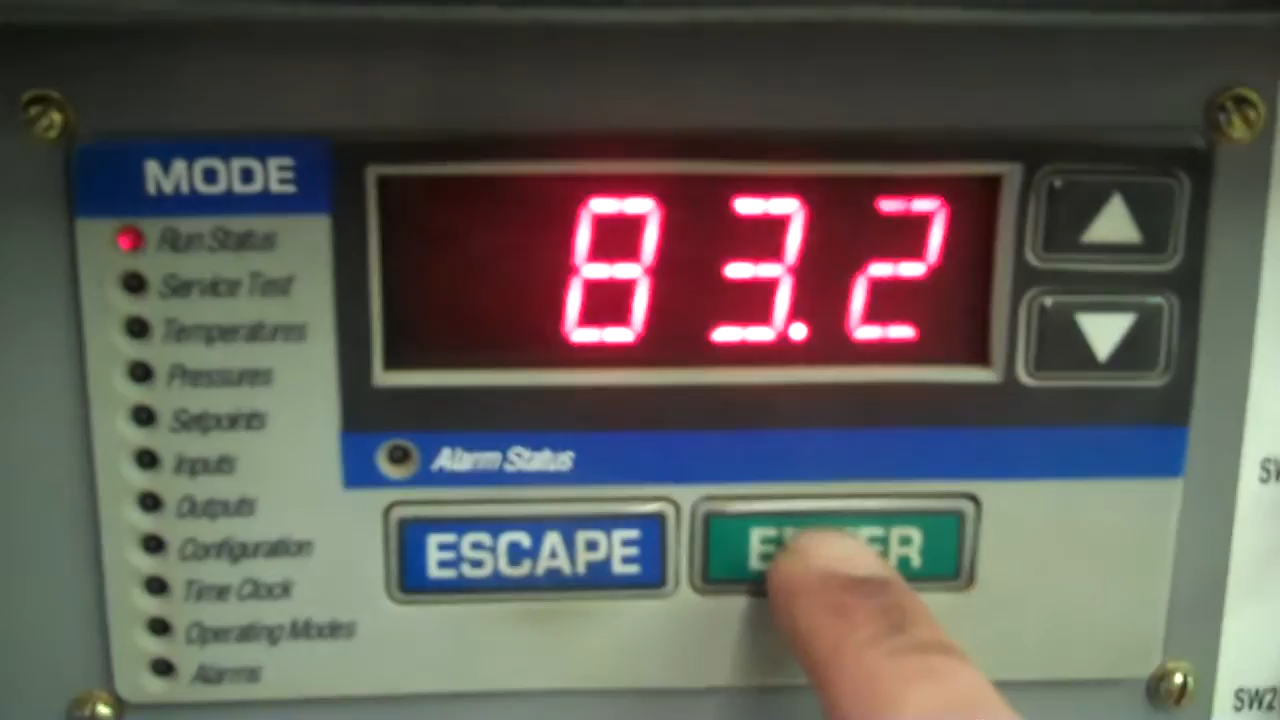 MODE
83.2
Run Status
Service Test
Temperatures
Pressures
Setpoints
Alarm Status
Inputs
Outputs
ESCAPE
ENTER
Configuration
Time Clock
Operating Modes
Alarms
SW2